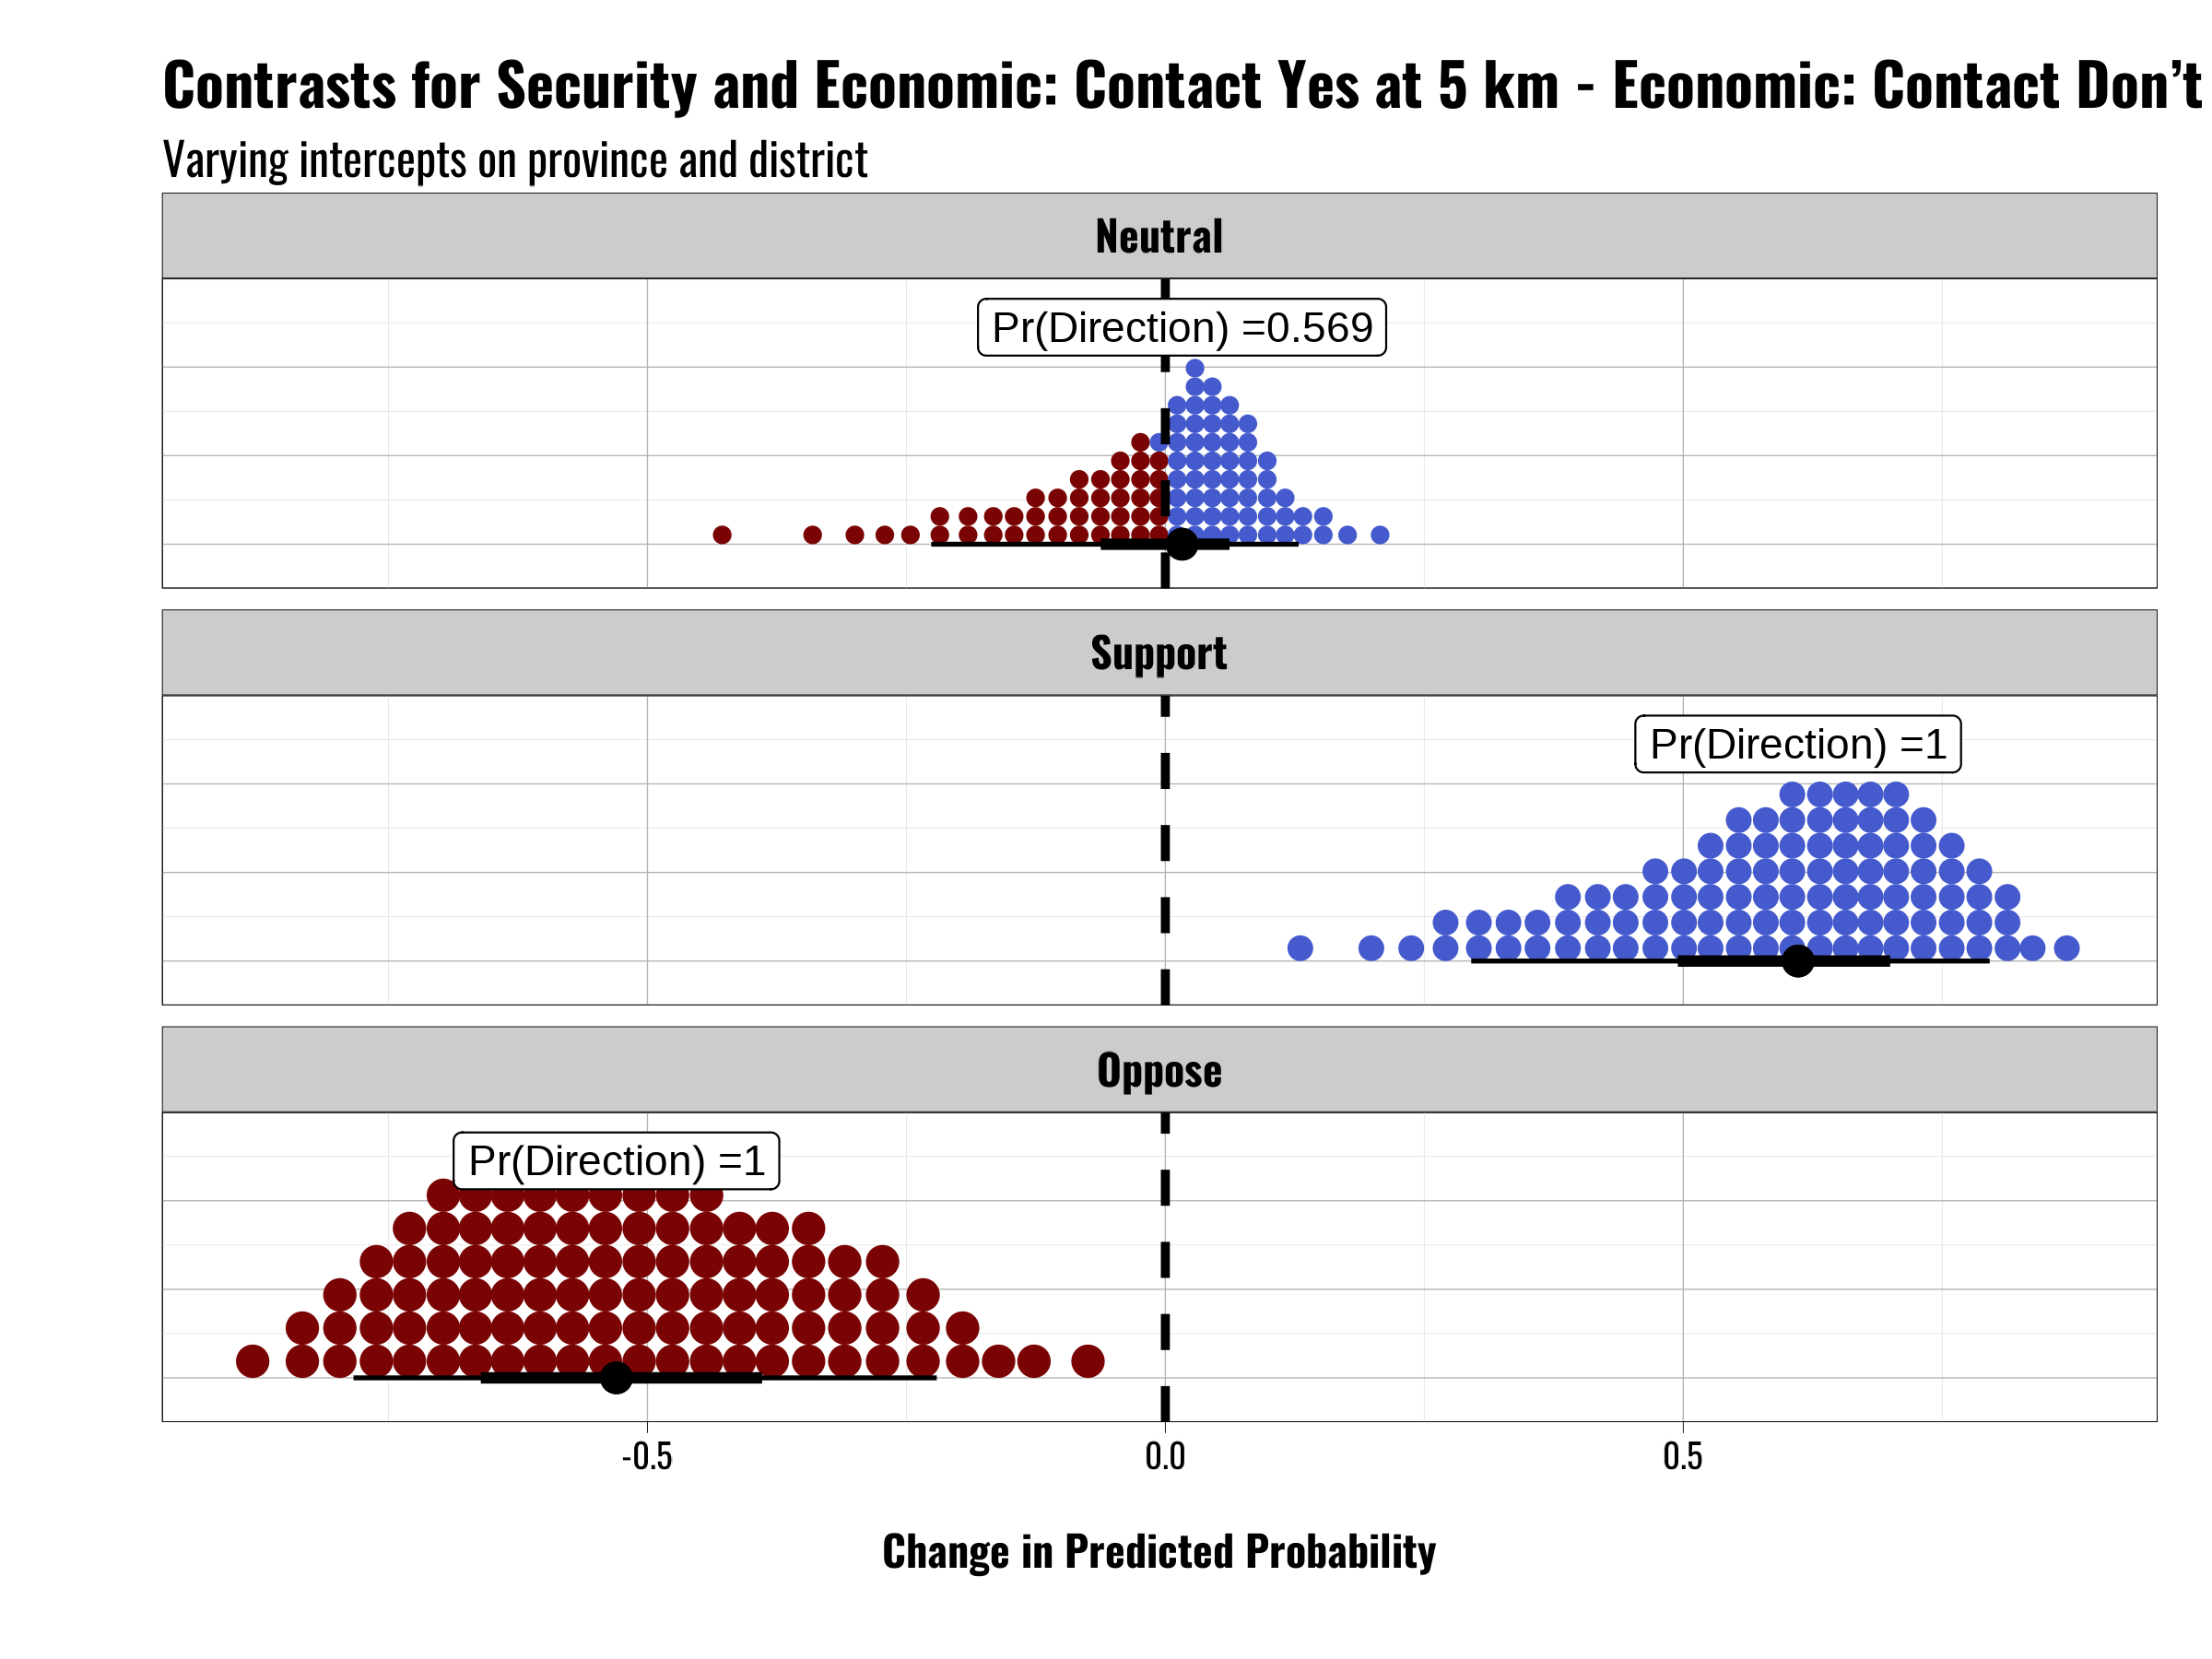 Contrasts for Security and Economic: Contact Yes at 5 km - Economic: Contact Don’t
Varying intercepts on province and district
Neutral
Pr(Direction) =0.569
Support
Pr(Direction) =1
Oppose
Pr(Direction) =1
-0.5 0.0 0.5
Change in Predicted Probability